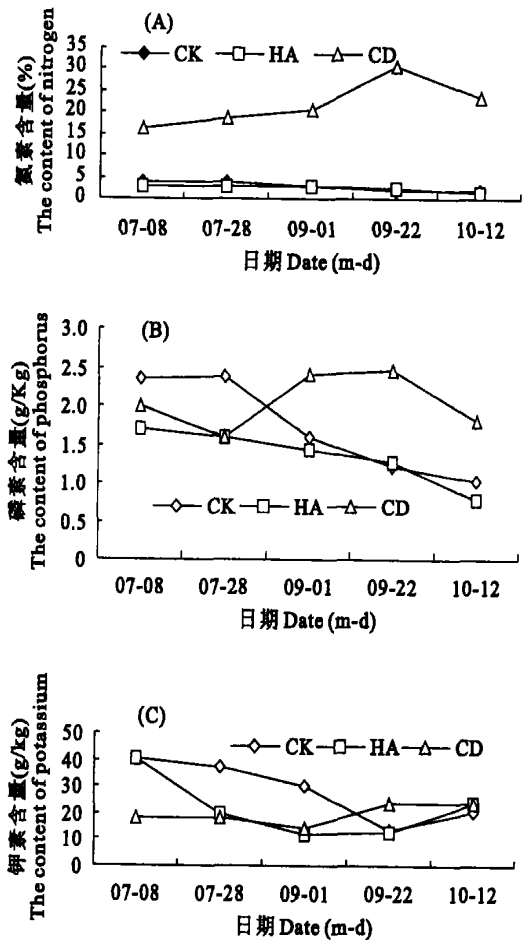 (A)
35
30
25
20
15
10
5
0
CK HA CD
氮素含量(%)
The content of nitrogen
07-08 07-28 09-01 09-22 10-12
日期 Date (m-d)
(B)
3.0
2.5
2.0
1.5
1.0
0.5
0
CK HA CD
磷素含量(g/Kg)
The content of phosphorus
07-08 07-28 09-01 09-22 10-12
日期 Date (m-d)
(C)
50
40
30
20
10
0
CK HA CD
钾素含量(g/kg)
The content of potassium
07-08 07-28 09-01 09-22 10-12
日期 Date (m-d)